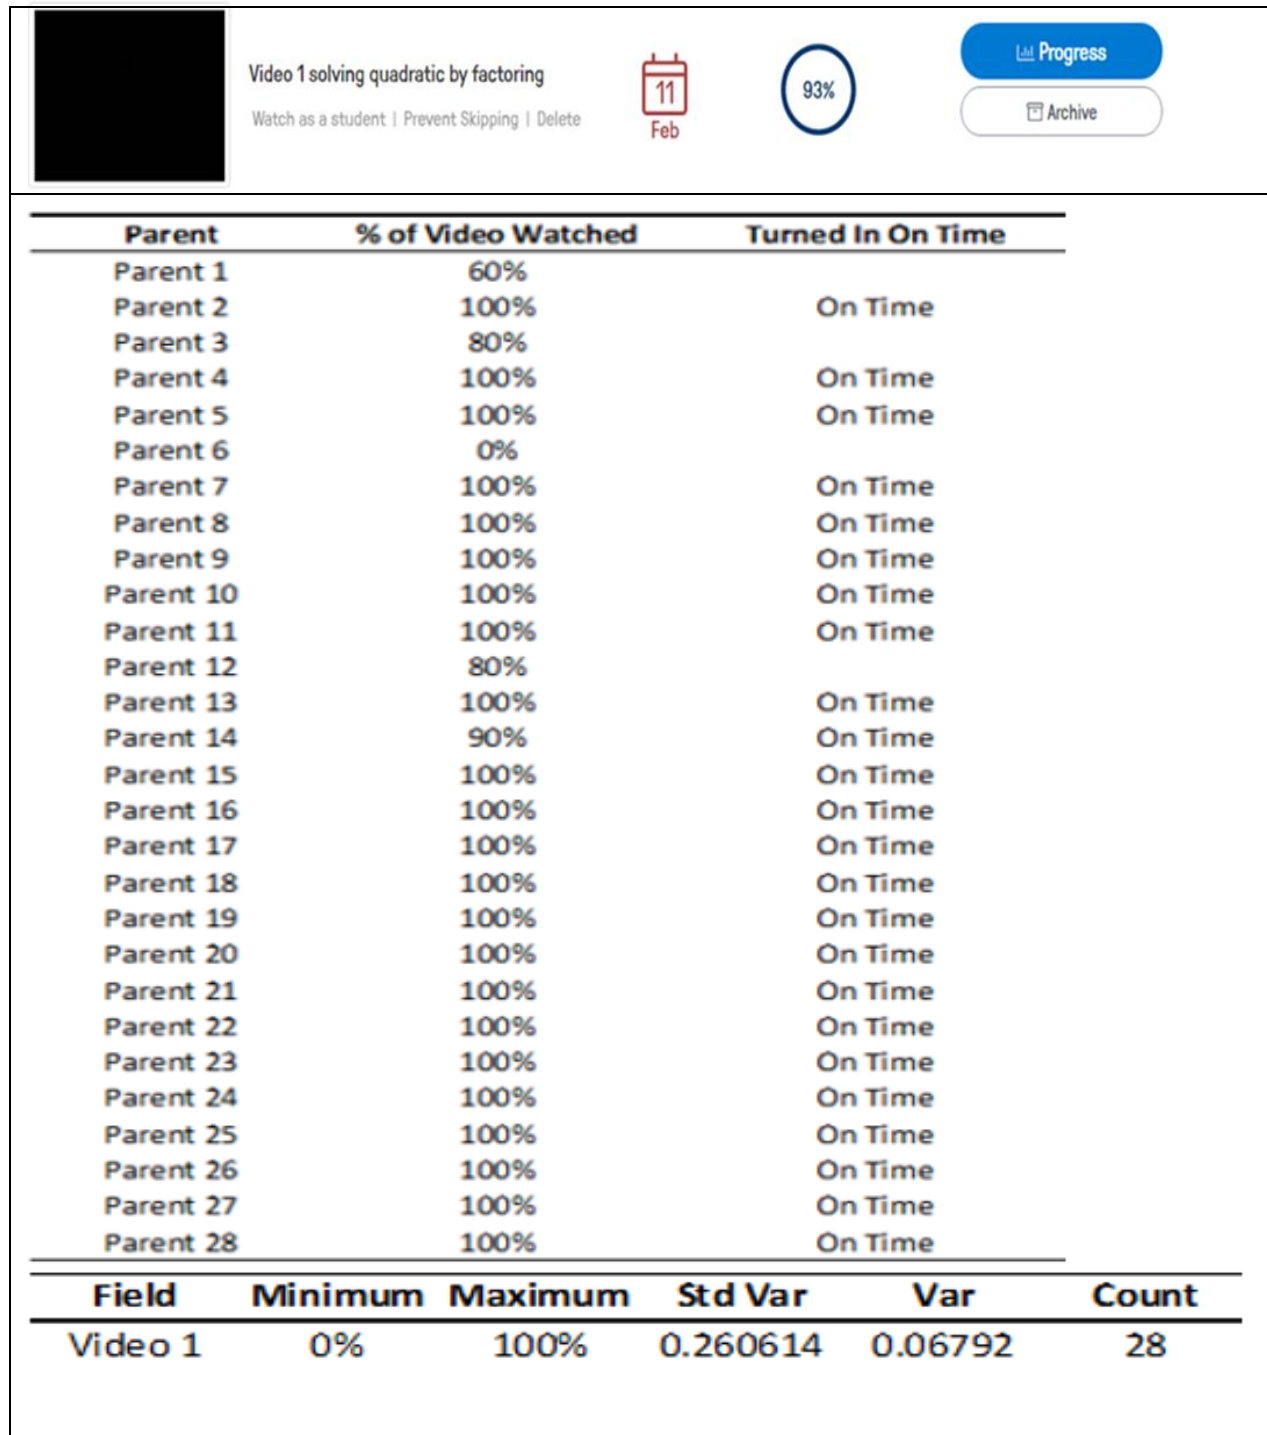 Video 1 solving quadratic by factoring
Watch as a student | Prevent Skipping | Delete
11
Feb
93%
Progress
Archive
Parent % of Video Watched Turned In On Time
Parent 1 60%
Parent 2 100% On Time
Parent 3 80%
Parent 4 100% On Time
Parent 5 100% On Time
Parent 6 0%
Parent 7 100% On Time
Parent 8 100% On Time
Parent 9 100% On Time
Parent 10 100% On Time
Parent 11 100% On Time
Parent 12 80%
Parent 13 100% On Time
Parent 14 90% On Time
Parent 15 100% On Time
Parent 16 100% On Time
Parent 17 100% On Time
Parent 18 100% On Time
Parent 19 100% On Time
Parent 20 100% On Time
Parent 21 100% On Time
Parent 22 100% On Time
Parent 23 100% On Time
Parent 24 100% On Time
Parent 25 100% On Time
Parent 26 100% On Time
Parent 27 100% On Time
Parent 28 100% On Time
Field Minimum Maximum Std Var Var Count
Video 1 0% 100% 0.260614 0.06792 28